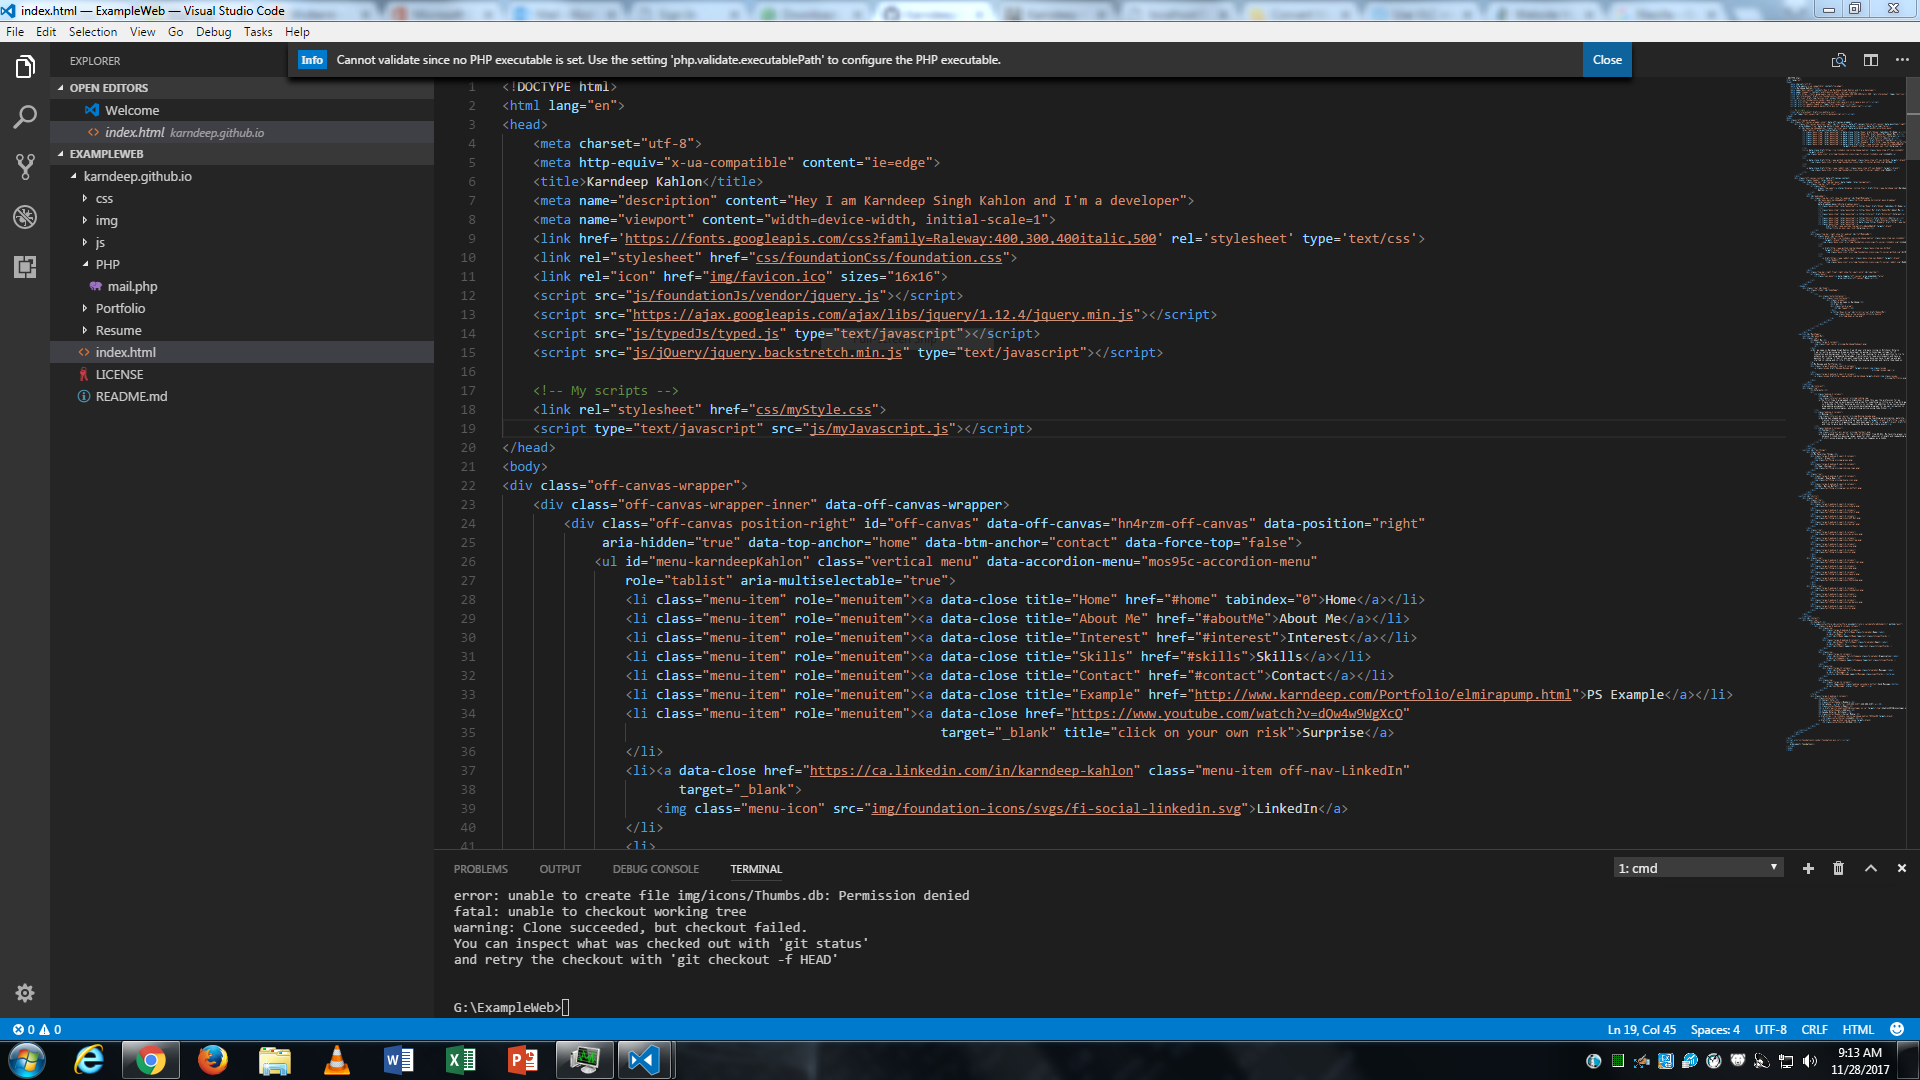 index.html — ExampleWeb — Visual Studio Code
File Edit Selection View Go Debug Tasks Help
EXPLORER
Info Cannot validate since no PHP executable is set. Use the setting 'php.validate.executablePath' to configure the PHP executable. Close
OPEN EDITORS
Welcome
index.html karndeep.github.io
EXAMPLEWEB
karndeep.github.io
css
img
js
PHP
mail.php
Portfolio
Resume
index.html
LICENSE
README.md
1 <!DOCTYPE html>
2 <html lang="en">
3 <head>
4 <meta charset="utf-8">
5 <meta http-equiv="x-ua-compatible" content="ie=edge">
6 <title>Karndeep Kahlon</title>
7 <meta name="description" content="Hey I am Karndeep Singh Kahlon and I'm a developer">
8 <meta name="viewport" content="width=device-width, initial-scale=1">
9 <link href='https://fonts.googleapis.com/css?family=Raleway:400,300,400italic,500' rel='stylesheet' type='text/css'>
10 <link rel="stylesheet" href="css/foundationCss/foundation.css">
11 <link rel="icon" href="img/favicon.ico" sizes="16x16">
12 <script src="js/foundationJs/vendor/jquery.js"></script>
13 <script src="https://ajax.googleapis.com/ajax/libs/jquery/1.12.4/jquery.min.js"></script>
14 <script src="js/typedJs/typed.js" type="text/javascript"></script>
15 <script src="js/jQuery/jquery.backstretch.min.js" type="text/javascript"></script>
16
17 <!-- My scripts -->
18 <link rel="stylesheet" href="css/myStyle.css">
19 <script type="text/javascript" src="js/myJavascript.js"></script>
20 </head>
21 <body>
22 <div class="off-canvas-wrapper">
23 <div class="off-canvas-wrapper-inner" data-off-canvas-wrapper>
24 <div class="off-canvas position-right" id="off-canvas" data-off-canvas="hn4rzm-off-canvas" data-position="right"
25 aria-hidden="true" data-top-anchor="home" data-btm-anchor="contact" data-force-top="false">
26 <ul id="menu-karndeepKahlon" class="vertical menu" data-accordion-menu="mos95c-accordion-menu"
27 role="tablist" aria-multiselectable="true">
28 <li class="menu-item" role="menuitem"><a data-close title="Home" href="#home" tabindex="0">Home</a></li>
29 <li class="menu-item" role="menuitem"><a data-close title="About Me" href="#aboutMe">About Me</a></li>
30 <li class="menu-item" role="menuitem"><a data-close title="Interest" href="#interest">Interest</a></li>
31 <li class="menu-item" role="menuitem"><a data-close title="Skills" href="#skills">Skills</a></li>
32 <li class="menu-item" role="menuitem"><a data-close title="Contact" href="#contact">Contact</a></li>
33 <li class="menu-item" role="menuitem"><a data-close title="Example" href="http://www.karndeep.com/Portfolio/elmirapump.html">PS Example</a></li>
34 <li class="menu-item" role="menuitem"><a data-close href="https://www.youtube.com/watch?v=dQw4w9WgXcQ"
35 target="_blank" title="click on your own risk">Surprise</a>
36 </li>
37 <li><a data-close href="https://ca.linkedin.com/in/karndeep-kahlon" class="menu-item off-nav-LinkedIn"
38 target="_blank">
39 <img class="menu-icon" src="img/foundation-icons/svgs/fi-social-linkedin.svg">LinkedIn</a>
40 </li>
41 <li>
PROBLEMS OUTPUT DEBUG CONSOLE TERMINAL 1: cmd
error: unable to create file img/icons/Thumbs.db: Permission denied
fatal: unable to checkout working tree
warning: Clone succeeded, but checkout failed.
You can inspect what was checked out with 'git status'
and retry the checkout with 'git checkout -f HEAD'
G:\ExampleWeb>
0 0 Ln 19, Col 45 Spaces: 4 UTF-8 CRLF HTML
9:13 AM
11/28/2017